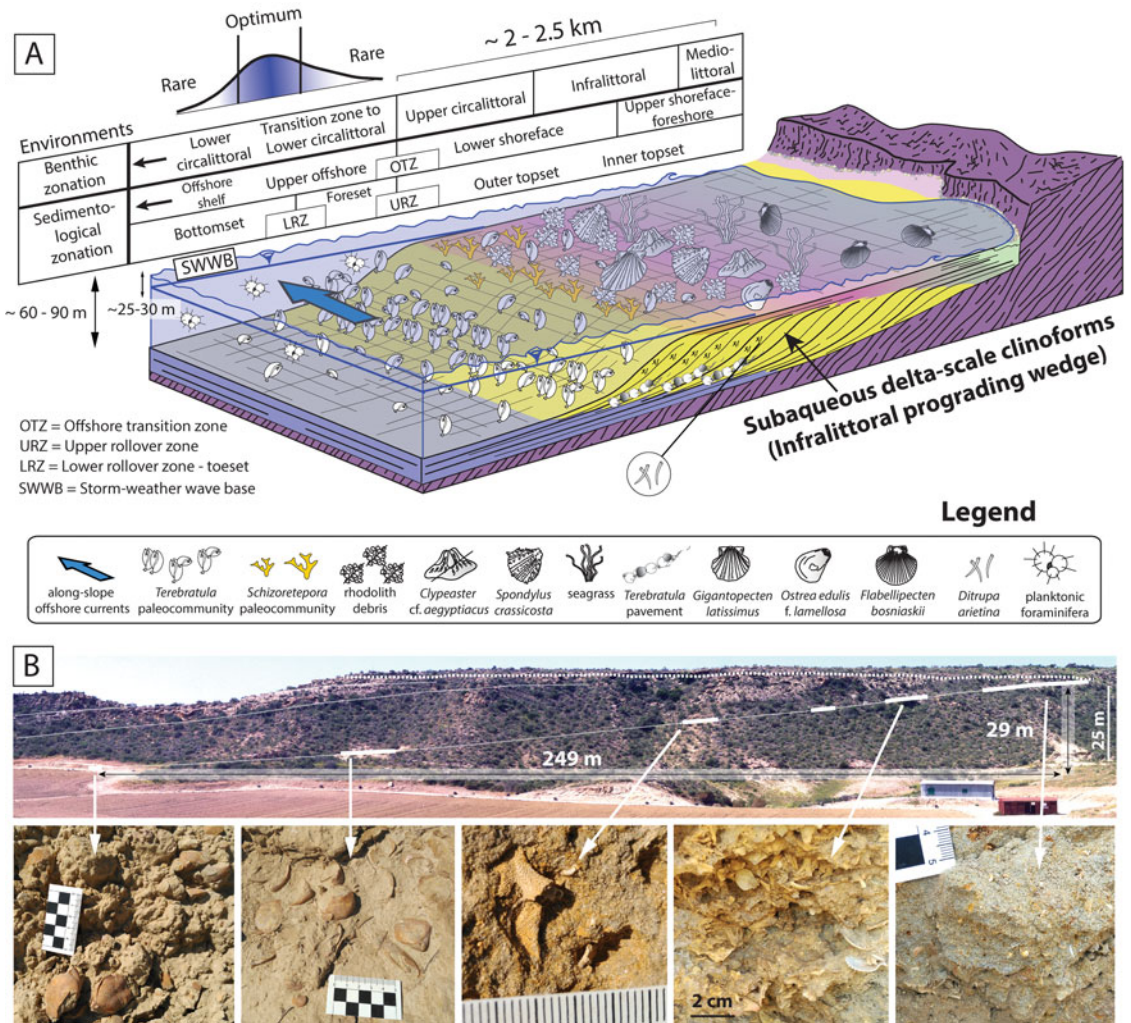 A
Optimum
Rare
Rare
~ 2 - 2.5 km
Environments
Benthic
zonation
Lower
circalittoral
Transition zone to
Lower circalittoral
Upper circalittoral
Infralittoral
Medio-
littoral
Sedimento-
logical
zonation
Offshore
shelf
Upper offshore
OTZ
Lower shoreface
Upper shoreface-
foreshore
Bottomset
LRZ
Foreset
URZ
Outer topset
Inner topset
SWWB
~ 60 - 90 m
~25-30 m
Subaqueous delta-scale clinoforms
(Infralittoral prograding wedge)
OTZ = Offshore transition zone
URZ = Upper rollover zone
LRZ = Lower rollover zone - toeset
SWWB = Storm-weather wave base
Legend
along-slope
offshore currents
Terebratula
paleocommunity
Schizoretepora
paleocommunity
rhodolith
debris
Clypeaster
cf. aegyptiacus
Spondylus
crassicosta
seagrass
Terebratula
pavement
Gigantopecten
latissimus
Ostrea edulis
f. lamellosa
Flabellipecten
bosniaskii
Ditrupa
arietina
planktonic
foraminifera
B
249 m
29 m
25 m
2 cm
4
5